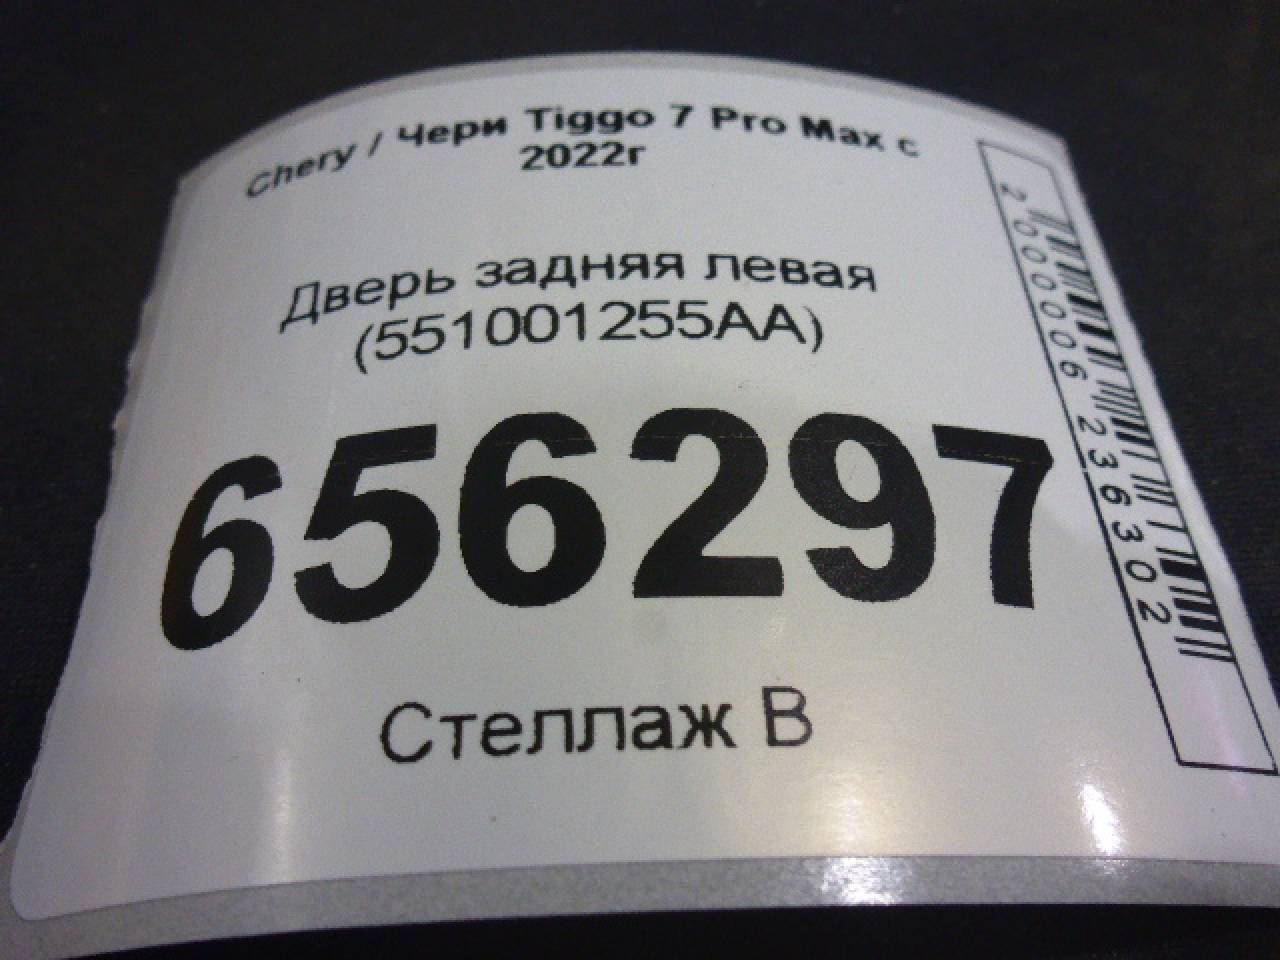 Chery / Чери Tiggo 7 Pro Max с
2022г
Дверь задняя левая
(551001255AA)
656297
Стеллаж В
2000006236302